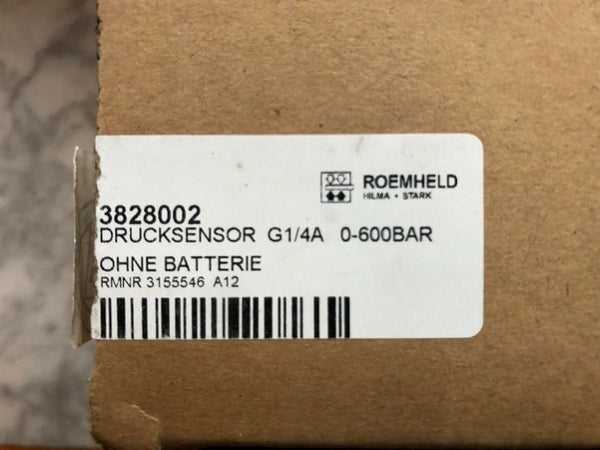 ROEMHELD
HILMA • STARK
3828002
DRUCKSENSOR G1/4A 0-600BAR
OHNE BATTERIE
RMNR 3155546 A12